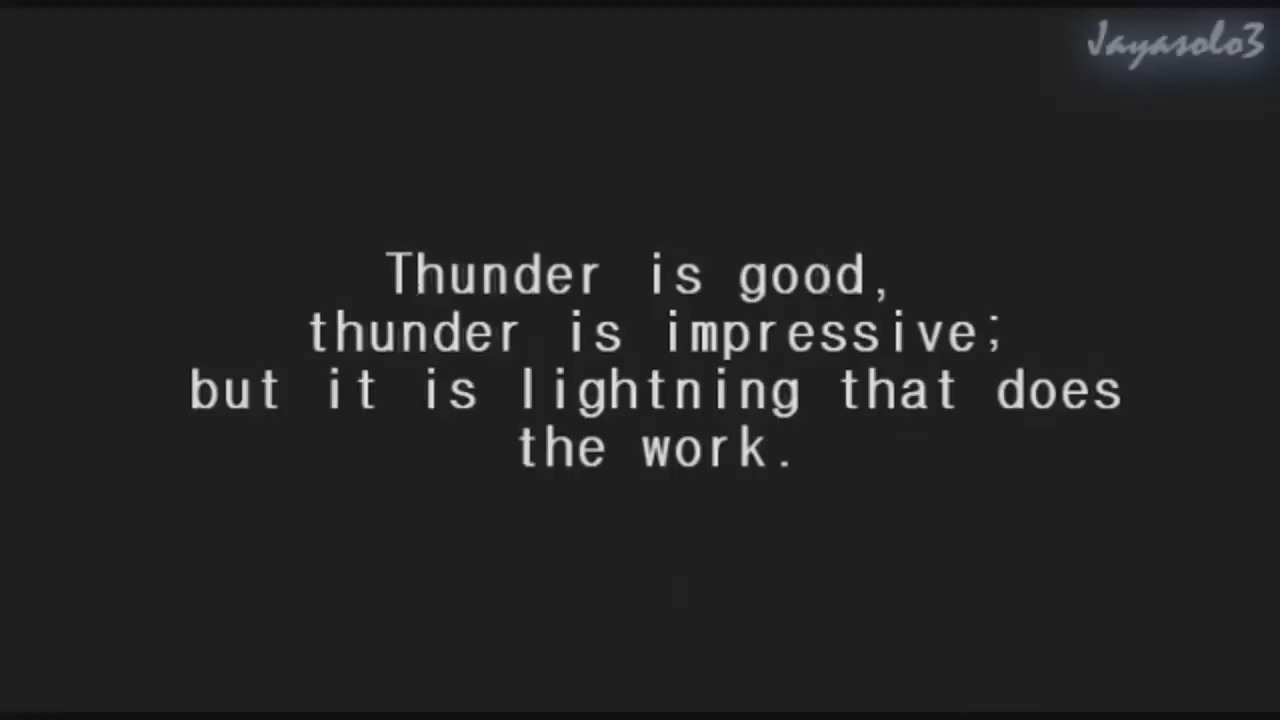 Jayasolo3
Thunder is good,
thunder is impressive;
but it is lightning that does
the work.